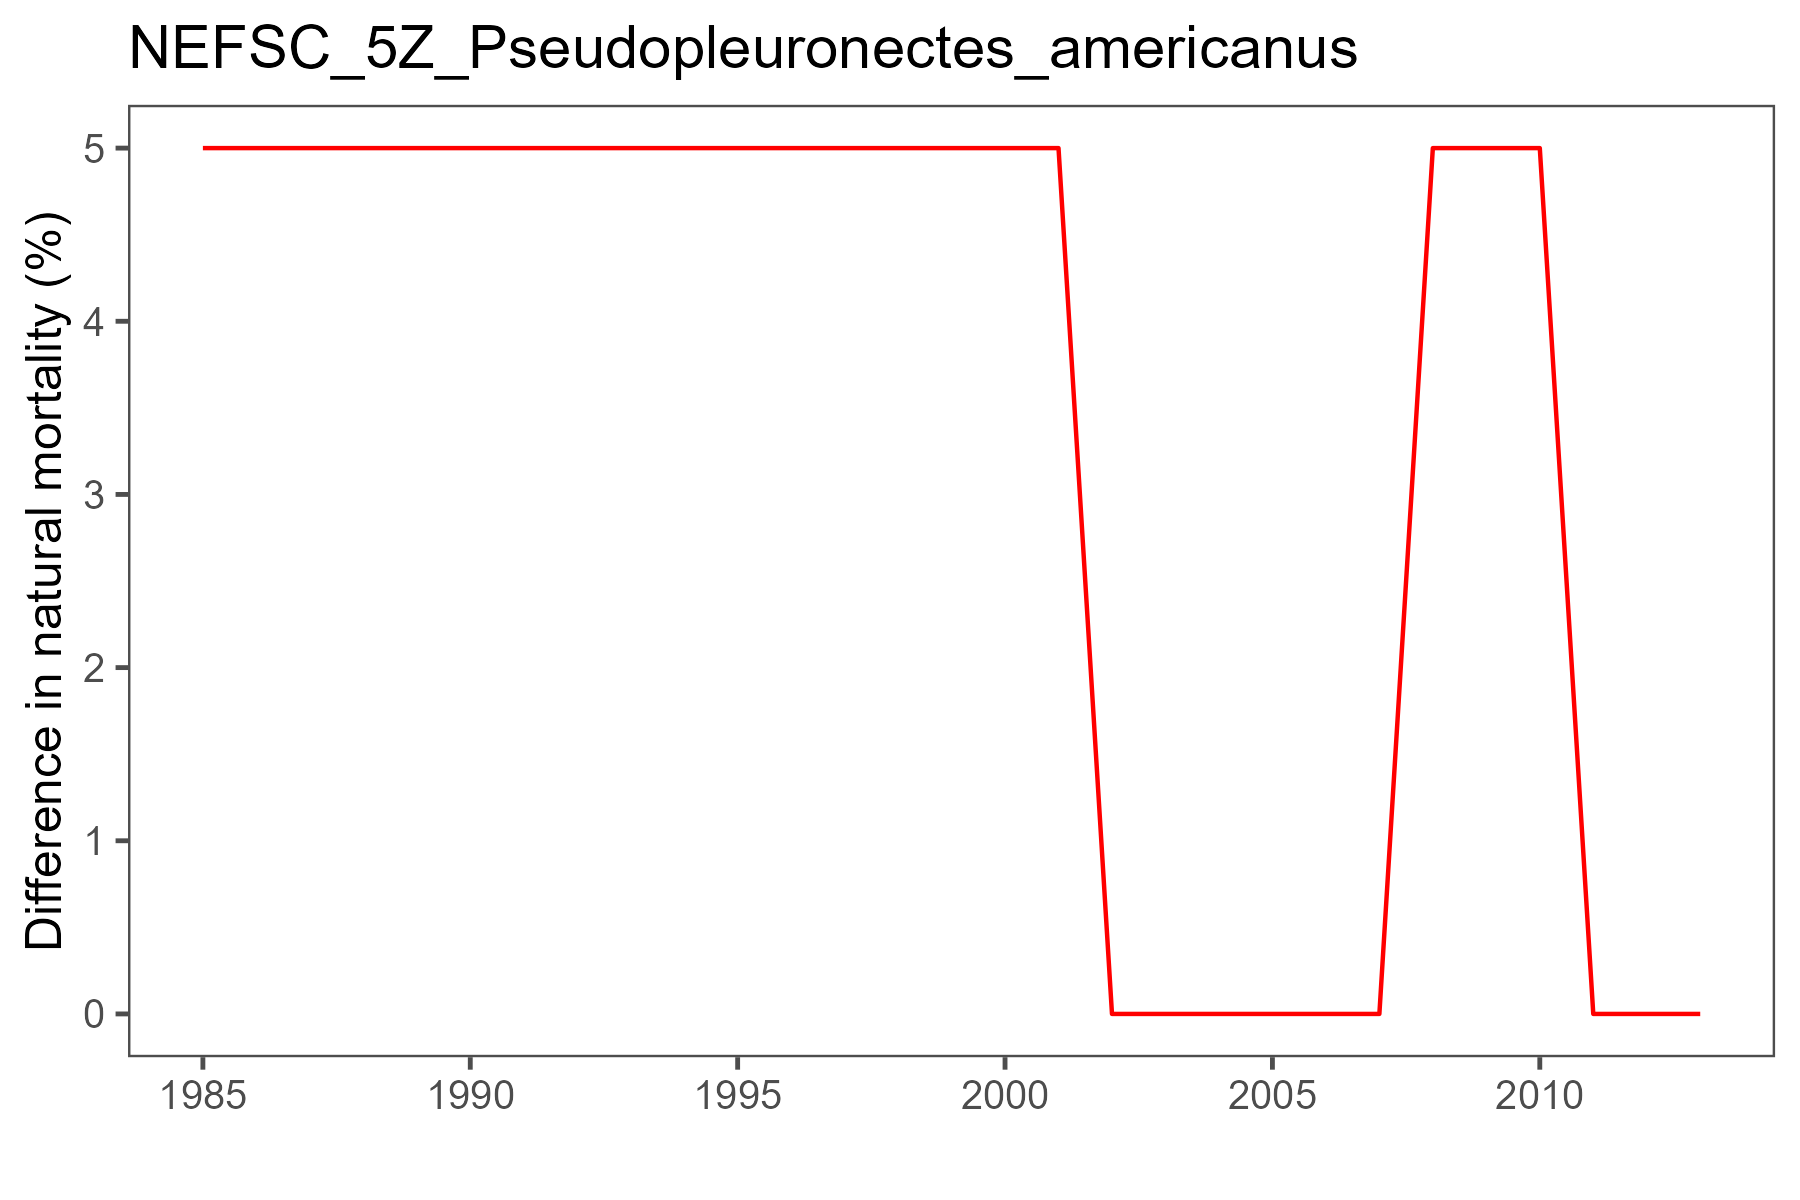 NEFSC_5Z_Pseudopleuronectes_americanus
Difference in natural mortality (%)
5
4
3
2
1
0
1985 1990 1995 2000 2005 2010